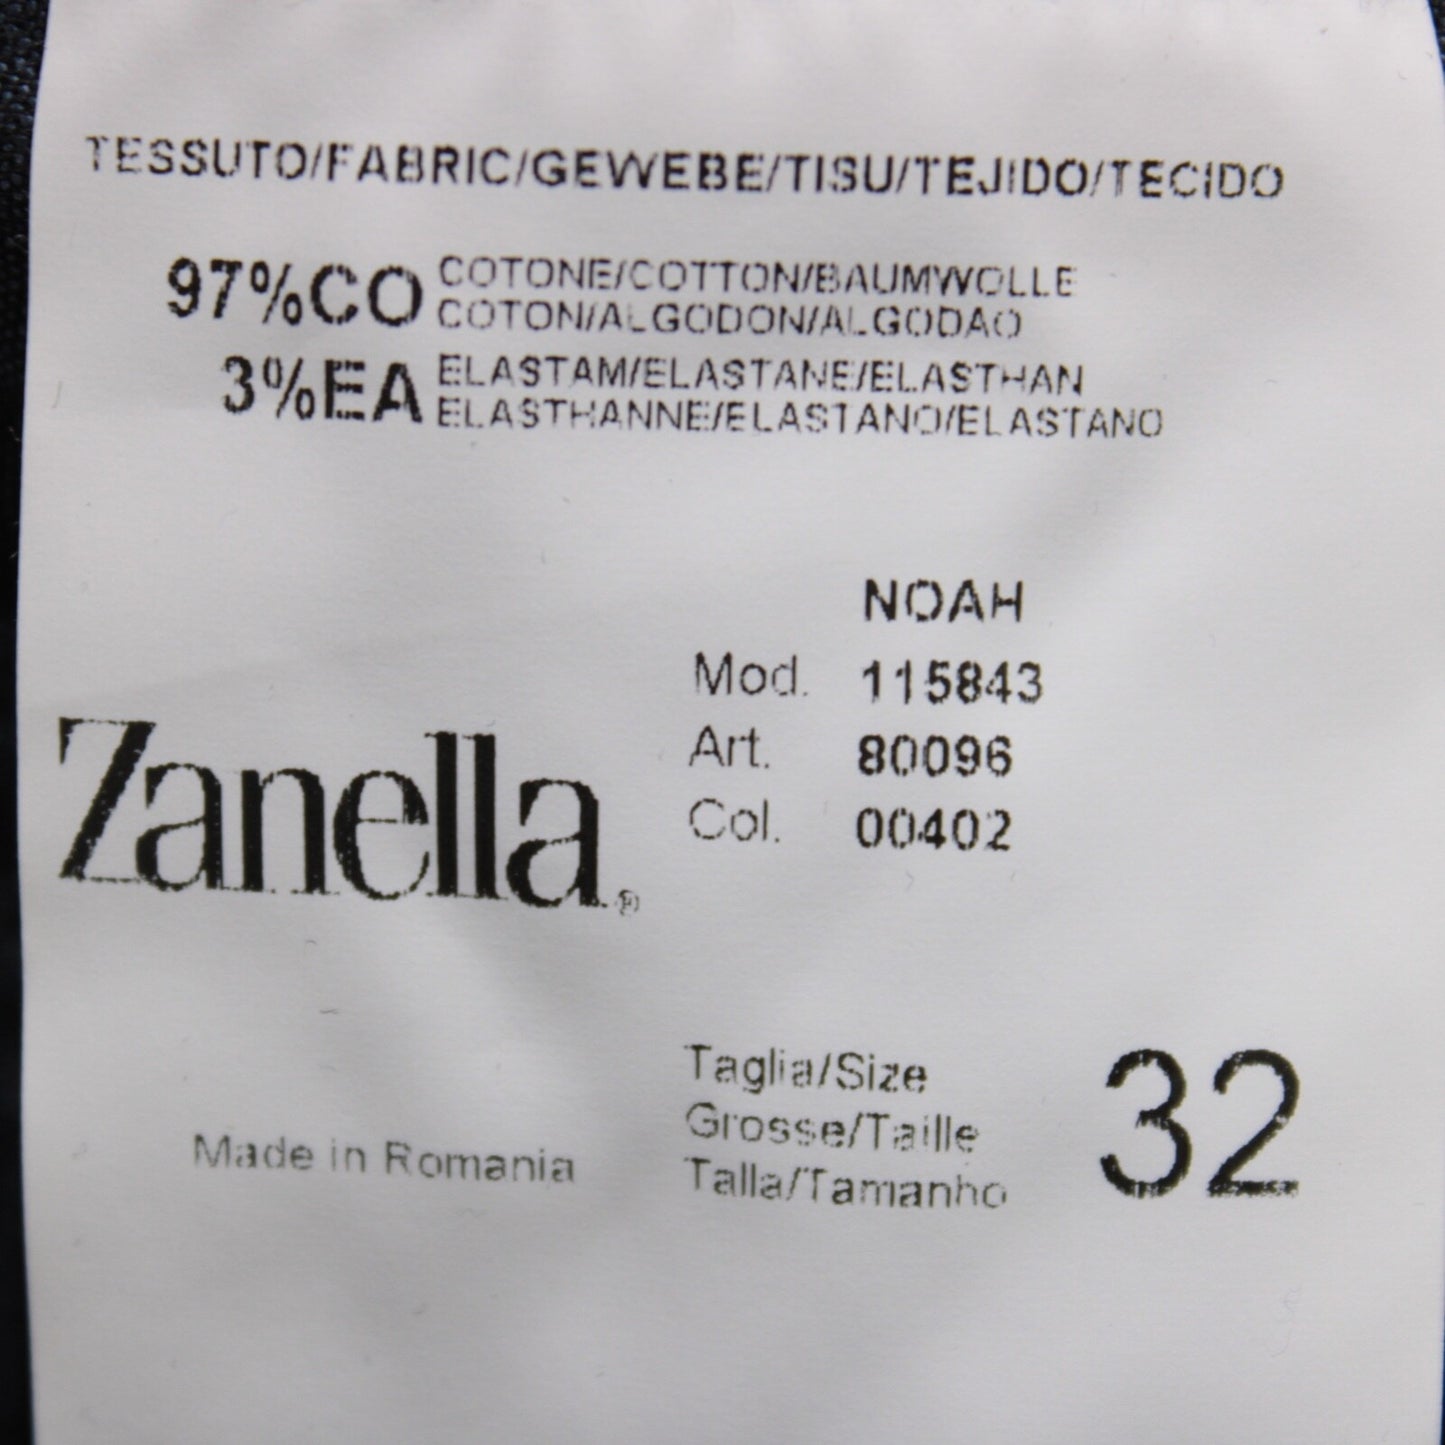 TESSUTO/FABRIC/GEWEBE/TISU/TEJIDO/TECIDO
97%CO COTONE/COTTON/BAUMWOLLE
COTON/ALGODON/ALGODAO
3%EA ELASTAM/ELASTANE/ELASTHAN
ELASTHANNE/ELASTANO/ELASTANO
NOAH
Mod. 115843
Art. 80096
Col. 00402
Zanella®
Taglia/Size
Grosse/Taille
Talla/Tamanho
32
Made in Romania